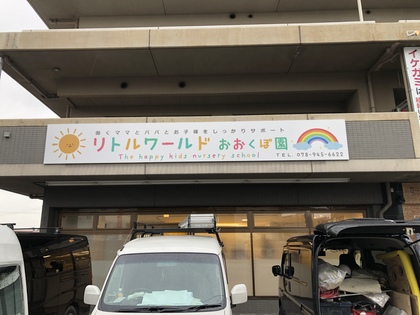 働くママとパパとお子様をしっかりサポート
リトルワールド おおくぼ園
The happy kids nursery school
TEL 078-945-6622
イケガミ